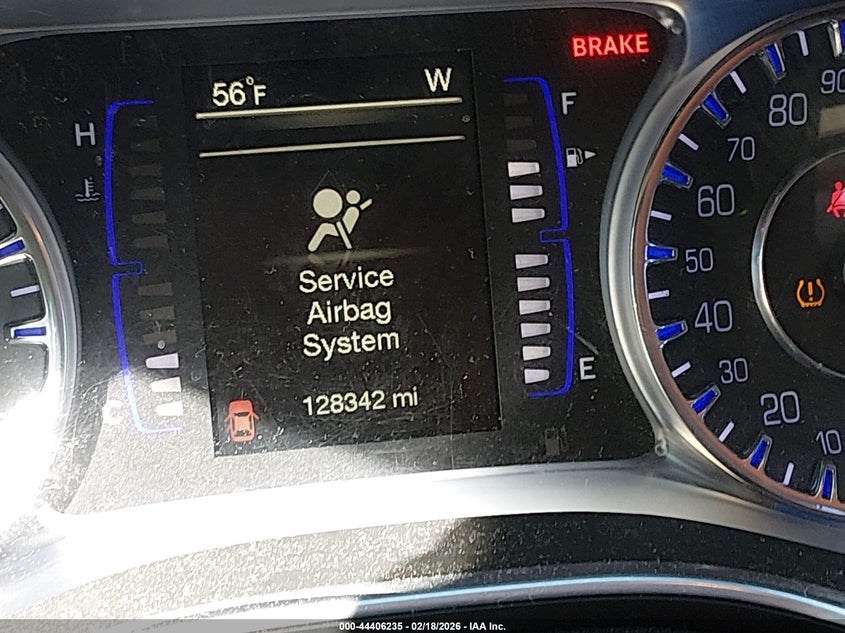 BRAKE
56°F
W
H
F
Service
Airbag
System
128342 mi
C
E
90
80
70
60
50
40
30
20
10
000-44406235 - 02/18/2026 - IAA Inc.